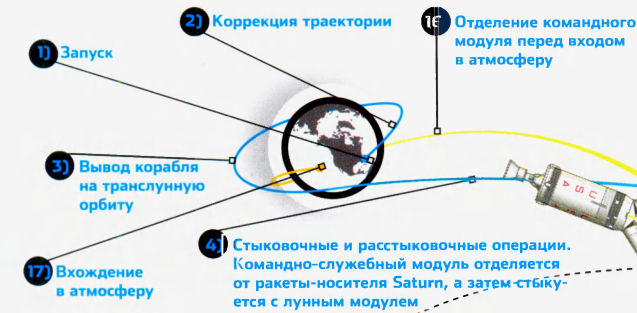 2) Коррекция траектории
1) Запуск
16 Отделение командного
модуля перед входом
в атмосферу
3) Вывод корабля
на транслунную
орбиту
USA
4) Стыковочные и расстыковочные операции.
Командно-служебный модуль отделяется
от ракеты-носителя Saturn, а затем стыку-
ется с лунным модулем
17) Вхождение
в атмосферу